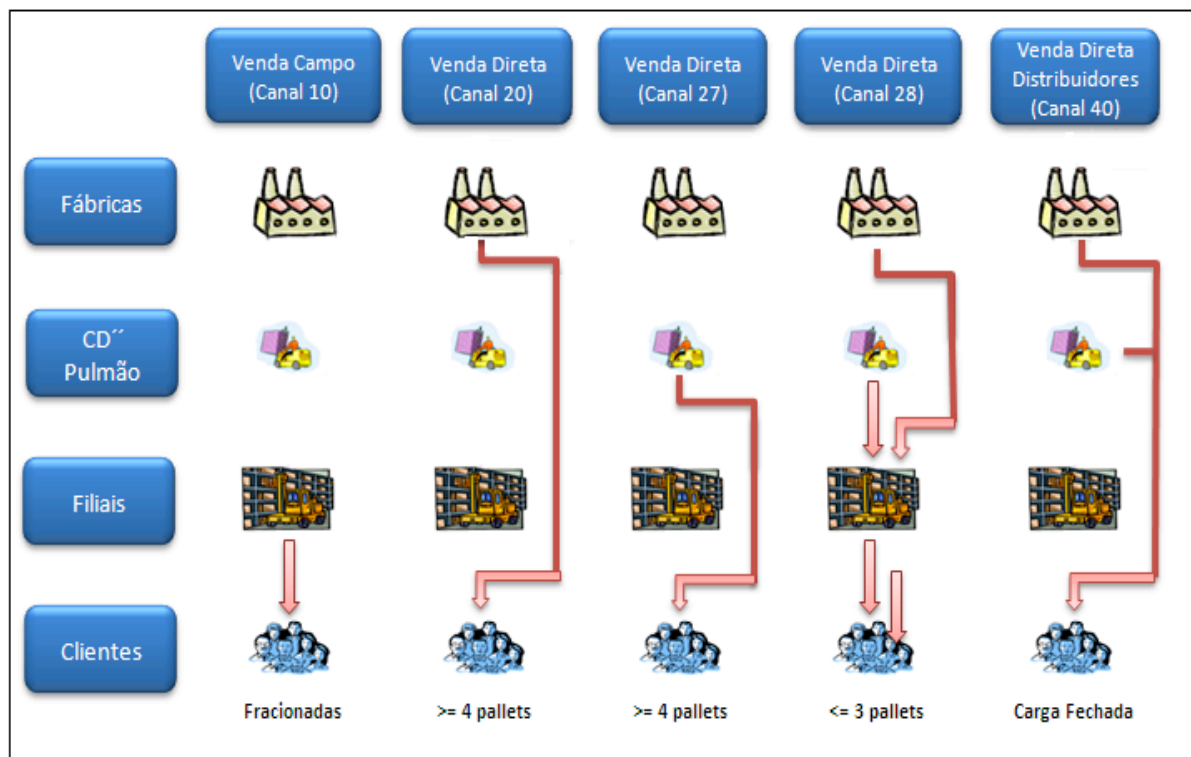 Venda Campo
(Canal 10)
Venda Direta
(Canal 20)
Venda Direta
(Canal 27)
Venda Direta
(Canal 28)
Venda Direta
Distribuidores
(Canal 40)
Fábricas
CD´´
Pulmão
Filiais
Clientes
Fracionadas
>= 4 pallets
>= 4 pallets
<= 3 pallets
Carga Fechada